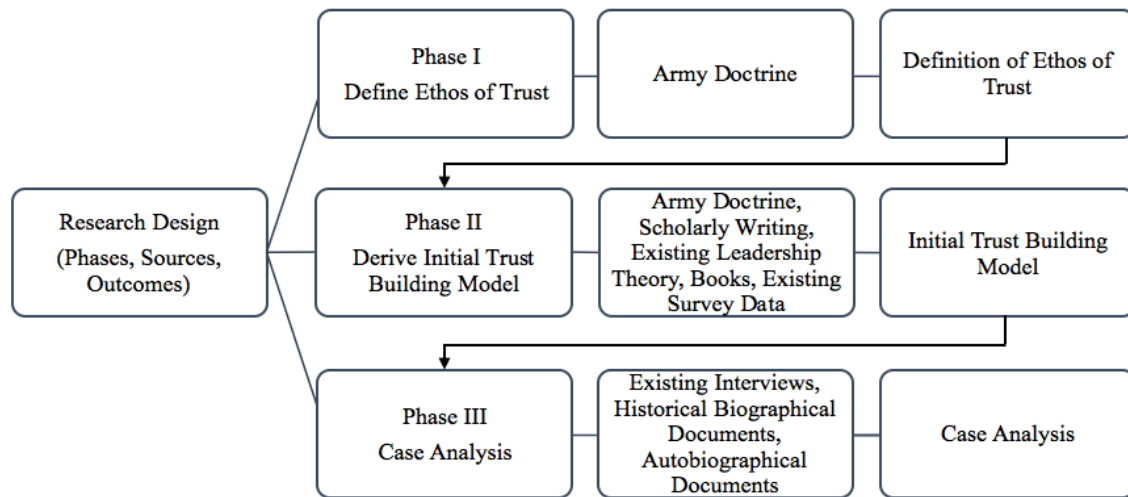 Phase I
Define Ethos of Trust
Army Doctrine
Definition of Ethos of
Trust
Research Design
(Phases, Sources,
Outcomes)
Phase II
Derive Initial Trust
Building Model
Army Doctrine,
Scholarly Writing,
Existing Leadership
Theory, Books, Existing
Survey Data
Initial Trust Building
Model
Phase III
Case Analysis
Existing Interviews,
Historical Biographical
Documents,
Autobiographical
Documents
Case Analysis